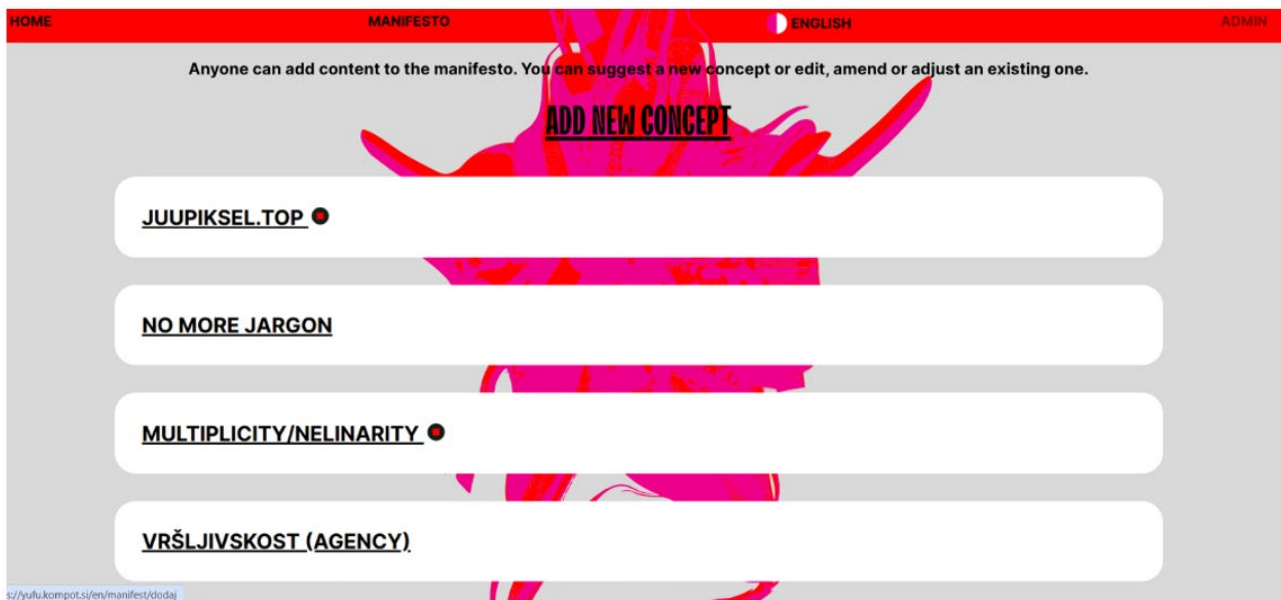 HOME MANIFESTO ENGLISH ADMIN
Anyone can add content to the manifesto. You can suggest a new concept or edit, amend or adjust an existing one.
ADD NEW CONCEPT
JUUPIKSEL.TOP
NO MORE JARGON
MULTIPLICITY/NELINARITY
VRŠLJIVSKOST (AGENCY)
s://yufu.kompot.si/en/manifest/dodaj